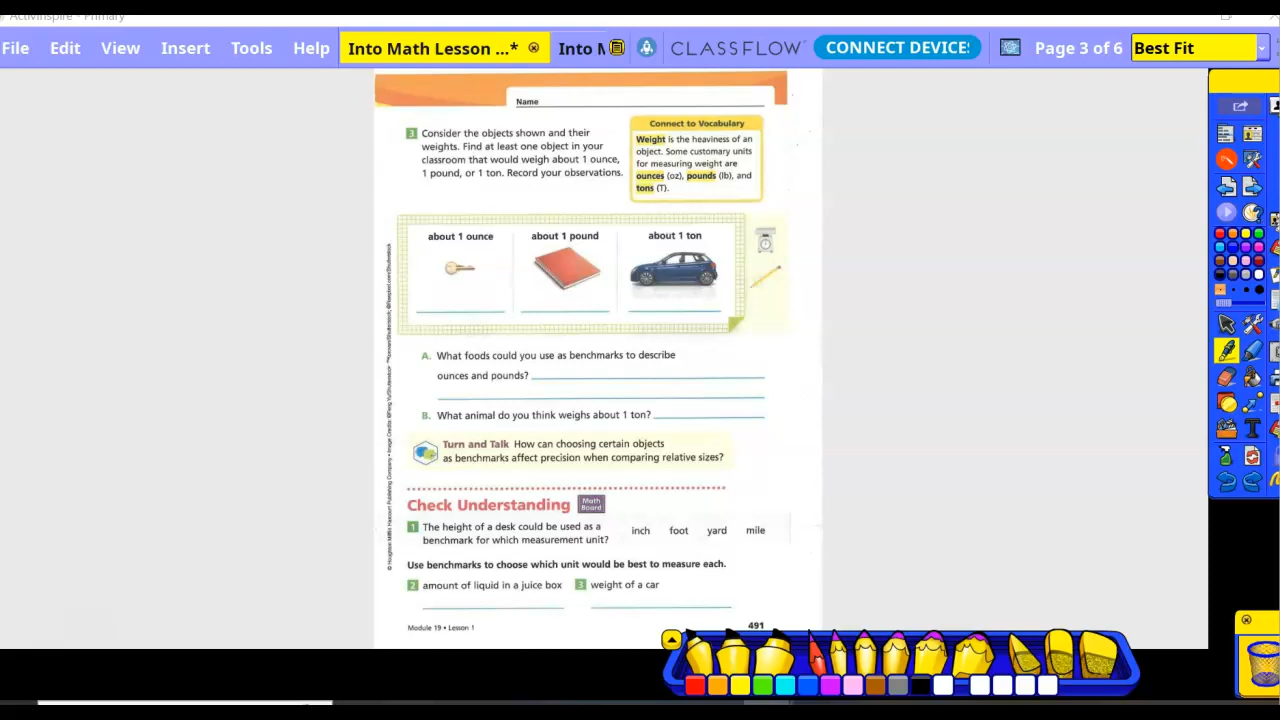 ActivInspire - Primary
File Edit View Insert Tools Help Into Math Lesson ...* Into M CLASSFLOW CONNECT DEVICES Page 3 of 6 Best Fit
Name
3 Consider the objects shown and their
weights. Find at least one object in your
classroom that would weigh about 1 ounce,
1 pound, or 1 ton. Record your observations.
Connect to Vocabulary
Weight is the heaviness of an
object. Some customary units
for measuring weight are
ounces (oz), pounds (lb), and
tons (T).
about 1 ounce about 1 pound about 1 ton
A. What foods could you use as benchmarks to describe
ounces and pounds?
B. What animal do you think weighs about 1 ton?
Turn and Talk How can choosing certain objects
as benchmarks affect precision when comparing relative sizes?
Check Understanding Math
Board
1 The height of a desk could be used as a
benchmark for which measurement unit?
inch foot yard mile
Use benchmarks to choose which unit would be best to measure each.
2 amount of liquid in a juice box 3 weight of a car
Module 19 • Lesson 1 491